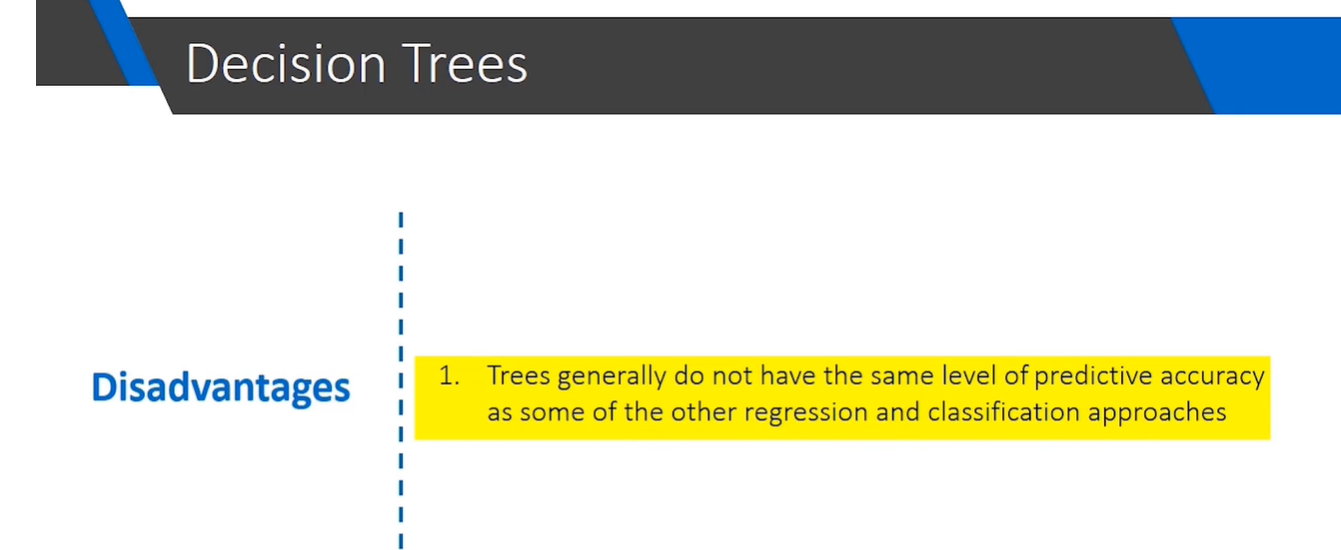 Decision Trees
Disadvantages
1. Trees generally do not have the same level of predictive accuracy
as some of the other regression and classification approaches